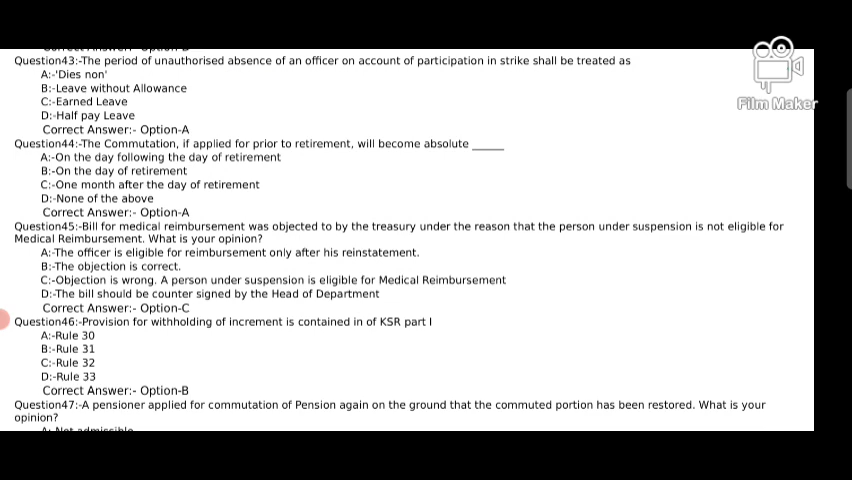 Question43:-The period of unauthorised absence of an officer on account of participation in strike shall be treated as
A:-'Dies non'
B:-Leave without Allowance
C:-Earned Leave
D:-Half pay Leave
Correct Answer:- Option-A
Question44:-The Commutation, if applied for prior to retirement, will become absolute _____
A:-On the day following the day of retirement
B:-On the day of retirement
C:-One month after the day of retirement
D:-None of the above
Correct Answer:- Option-A
Question45:-Bill for medical reimbursement was objected to by the treasury under the reason that the person under suspension is not eligible for
Medical Reimbursement. What is your opinion?
A:-The officer is eligible for reimbursement only after his reinstatement.
B:-The objection is correct.
C:-Objection is wrong. A person under suspension is eligible for Medical Reimbursement
D:-The bill should be counter signed by the Head of Department
Correct Answer:- Option-C
Question46:-Provision for withholding of increment is contained in of KSR part I
A:-Rule 30
B:-Rule 31
C:-Rule 32
D:-Rule 33
Correct Answer:- Option-B
Question47:-A pensioner applied for commutation of Pension again on the ground that the commuted portion has been restored. What is your
opinion?
Film Maker